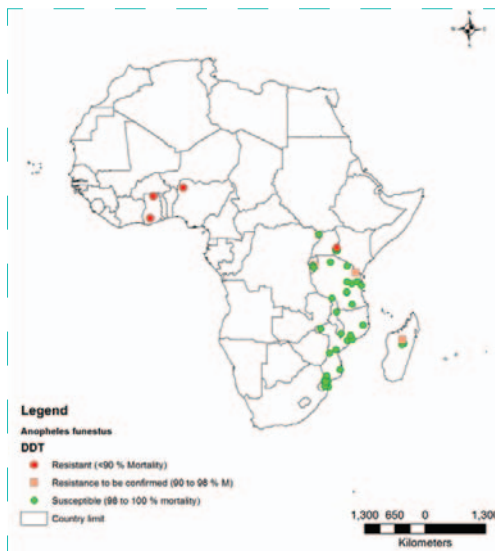 Legend
Anopheles funestus
DDT
Resistant (<90 % Mortality)
Resistance to be confirmed (90 to 98 % M)
Susceptible (98 to 100 % mortality)
Country limit
1,300 650 0 1,300
Kilometers